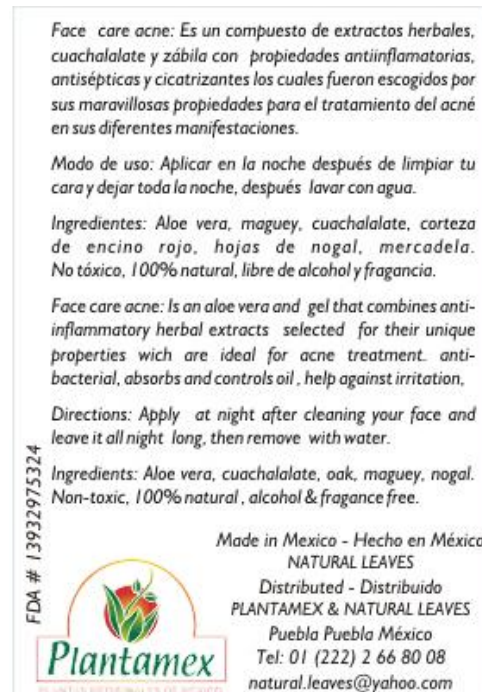 Face care acne: Es un compuesto de extractos herbales,
cuachalalate y zábila con propiedades antiinflamatorias,
antisépticas y cicatrizantes los cuales fueron escogidos por
sus maravillosas propiedades para el tratamiento del acné
en sus diferentes manifestaciones.
Modo de uso: Aplicar en la noche después de limpiar tu
cara y dejar toda la noche, después lavar con agua.
Ingredientes: Aloe vera, maguey, cuachalalate, corteza
de encino rojo, hojas de nogal, mercadela.
No tóxico, 100% natural, libre de alcohol y fragancia.
Face care acne: Is an aloe vera and gel that combines anti-
inflammatory herbal extracts selected for their unique
properties wich are ideal for acne treatment. anti-
bacterial, absorbs and controls oil , help against irritation,
Directions: Apply at night after cleaning your face and
leave it all night long, then remove with water.
Ingredients: Aloe vera, cuachalalate, oak, maguey, nogal.
Non-toxic, 100% natural , alcohol & fragance free.
FDA # 13932975324
Made in Mexico - Hecho en México
NATURAL LEAVES
Distributed - Distribuido
PLANTAMEX & NATURAL LEAVES
Puebla Puebla México
Tel: 01 (222) 2 66 80 08
natural.leaves@yahoo.com
Plantamex
PLANTAS MEDICINALES DE MEXICO